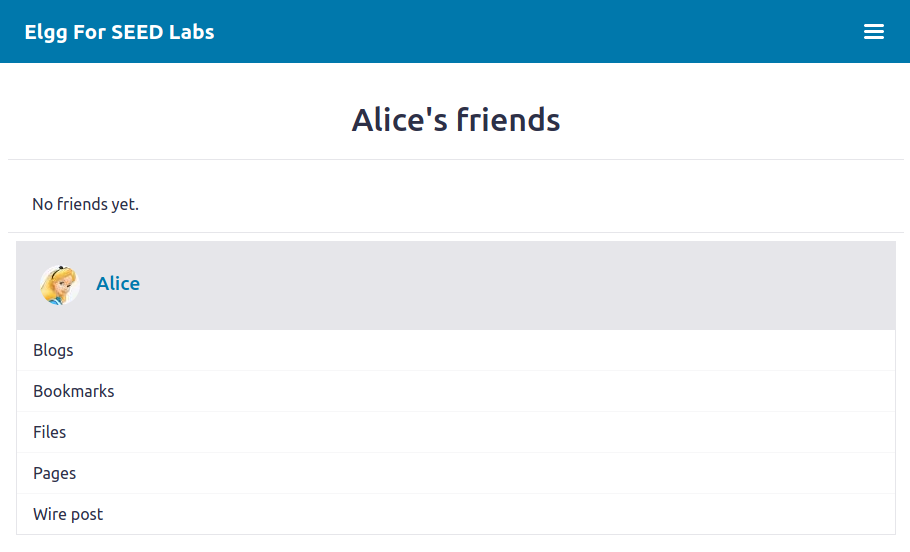 Elgg For SEED Labs
Alice's friends
No friends yet.
Alice
Blogs
Bookmarks
Files
Pages
Wire post